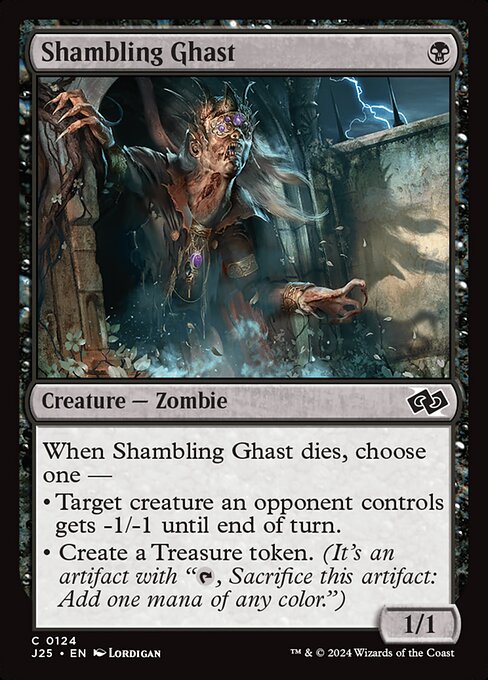 Shambling Ghast
Creature — Zombie
When Shambling Ghast dies, choose
one —
• Target creature an opponent controls
gets -1/-1 until end of turn.
• Create a Treasure token. (It's an
artifact with “, Sacrifice this artifact:
Add one mana of any color.”)
1/1
C 0124
J25 • EN Lordigan
™ & © 2024 Wizards of the Coast